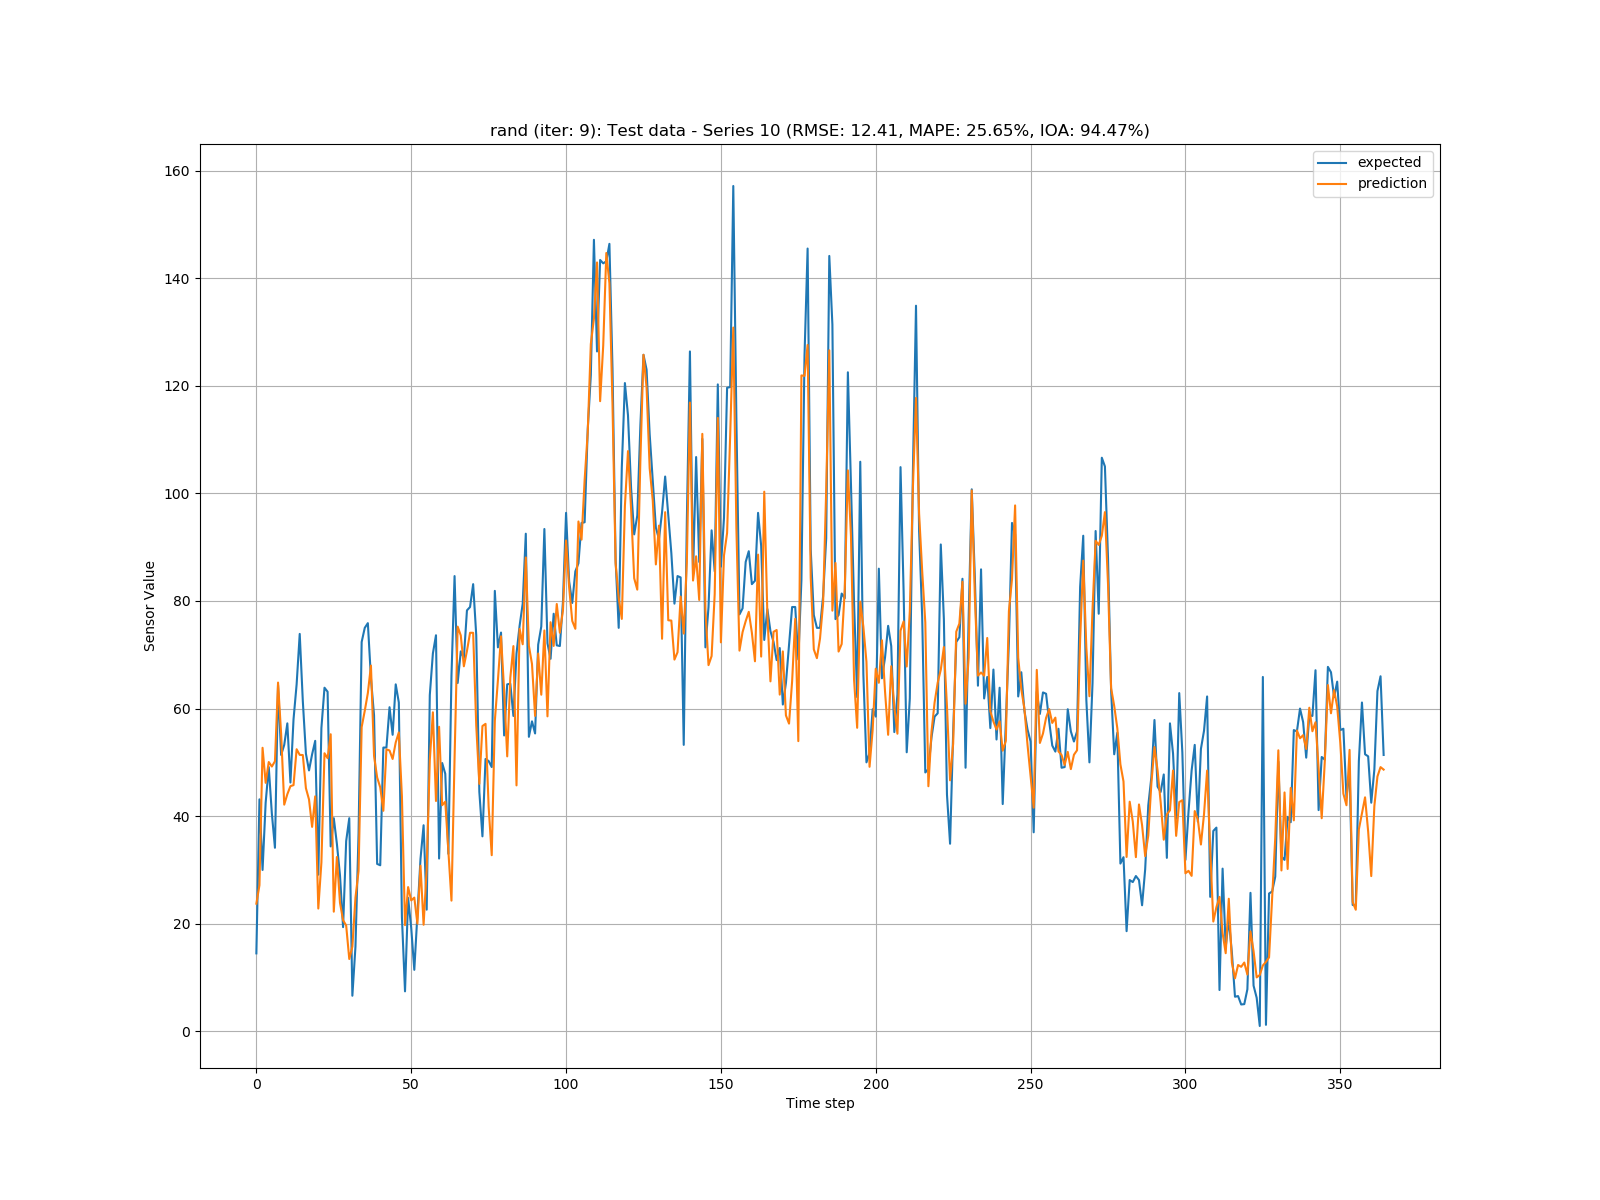 rand (iter: 9): Test data - Series 10 (RMSE: 12.41, MAPE: 25.65%, IOA: 94.47%)
expected
prediction
160
140
120
100
80
60
40
20
0
Sensor Value
0 50 100 150 200 250 300 350
Time step